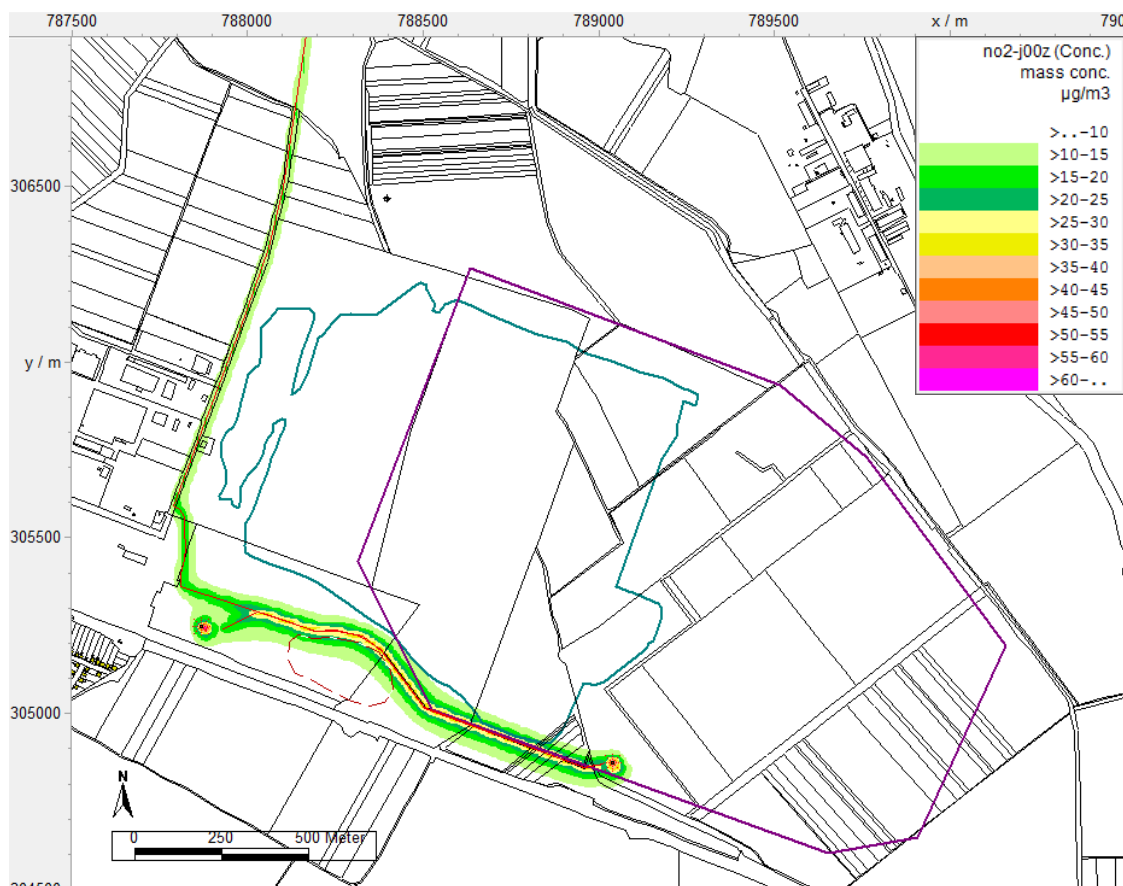 787500 788000 788500 789000 789500 x / m 790
no2-j00z (Conc.)
mass conc.
µg/m3
>..-10
>10-15
>15-20
>20-25
>25-30
>30-35
>35-40
>40-45
>45-50
>50-55
>55-60
>60-..
306500
y / m
305500
305000
N
0 250 500 Meter
304500